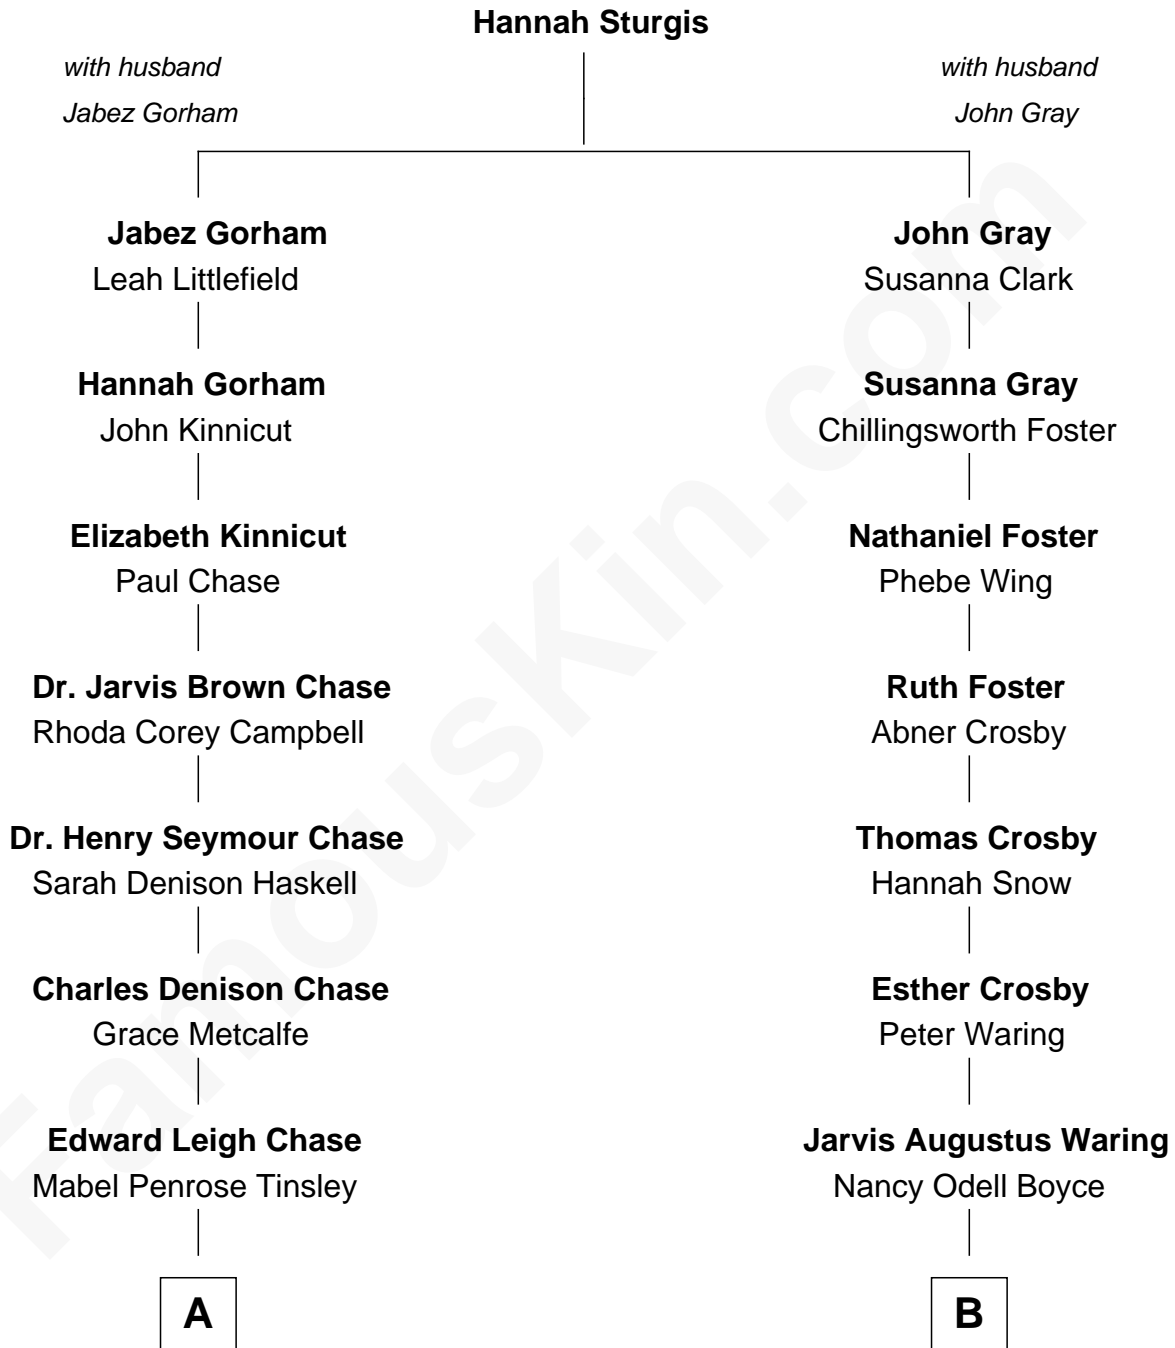 Hannah Sturgis
with husband
Jabez Gorham
with husband
John Gray
Jabez Gorham
Leah Littlefield
John Gray
Susanna Clark
Hannah Gorham
John Kinnicut
Susanna Gray
Chillingsworth Foster
Elizabeth Kinnicut
Paul Chase
Nathaniel Foster
Phebe Wing
Dr. Jarvis Brown Chase
Rhoda Corey Campbell
Ruth Foster
Abner Crosby
Dr. Henry Seymour Chase
Sarah Denison Haskell
Thomas Crosby
Hannah Snow
Charles Denison Chase
Grace Metcalfe
Esther Crosby
Peter Waring
Edward Leigh Chase
Mabel Penrose Tinsley
Jarvis Augustus Waring
Nancy Odell Boyce
A
B
FamousKin.com